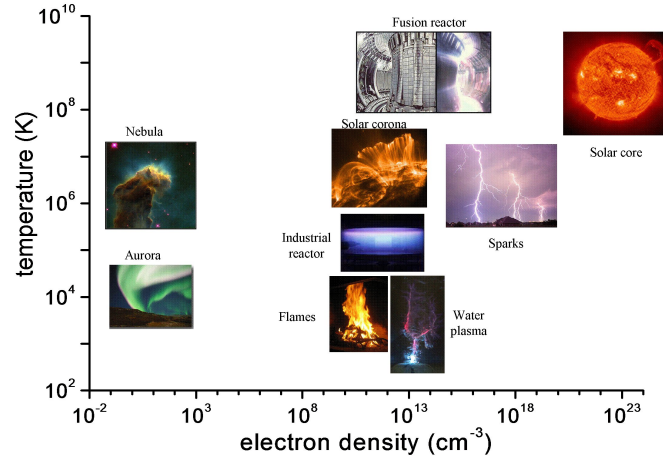 Fusion reactor
Solar corona
Nebula
Solar core
Sparks
Industrial
reactor
Aurora
Flames
Water
plasma
temperature (K)
10^10
10^8
10^6
10^4
10^2
10^-2
10^3
10^8
10^13
10^18
10^23
electron density (cm^-3)